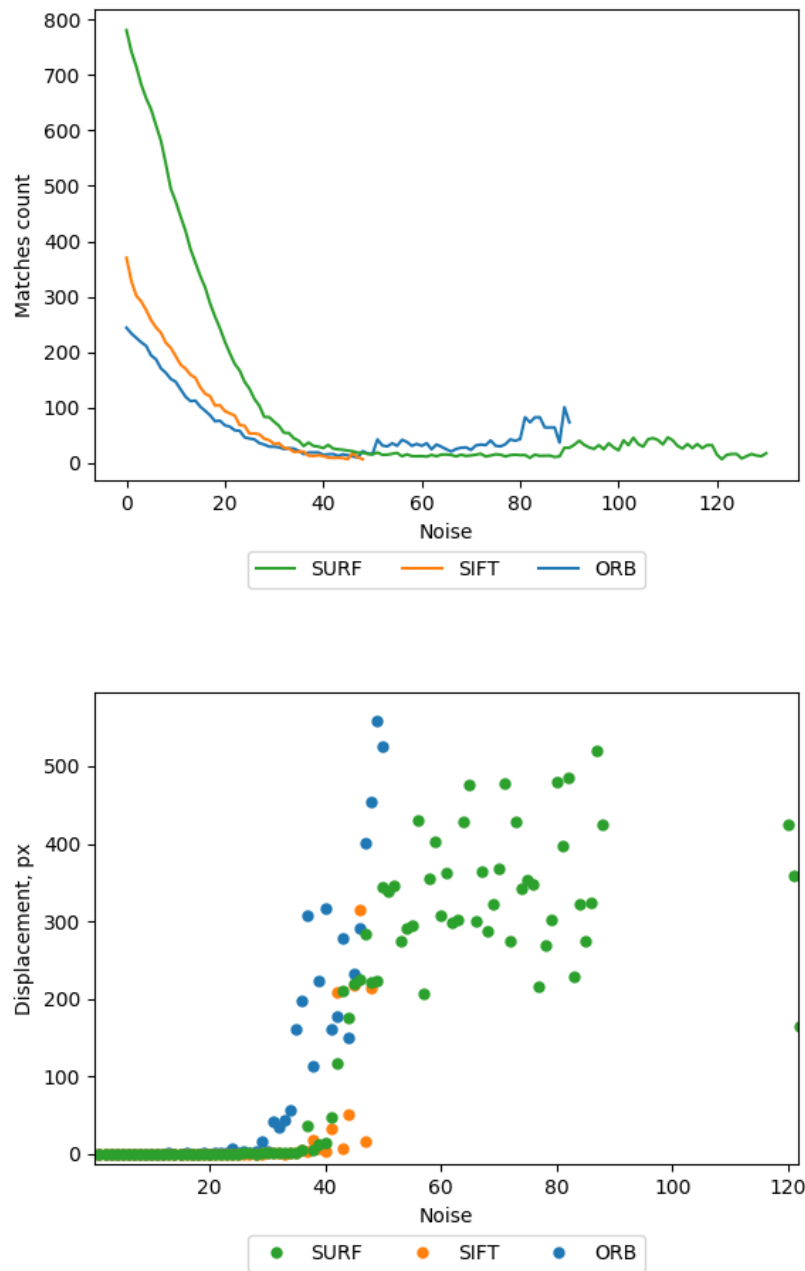 800
700
600
500
400
300
200
100
0
Matches count
0 20 40 60 80 100 120
Noise
SURF SIFT ORB
500
400
300
200
100
0
Displacement, px
20 40 60 80 100 120
Noise
SURF SIFT ORB